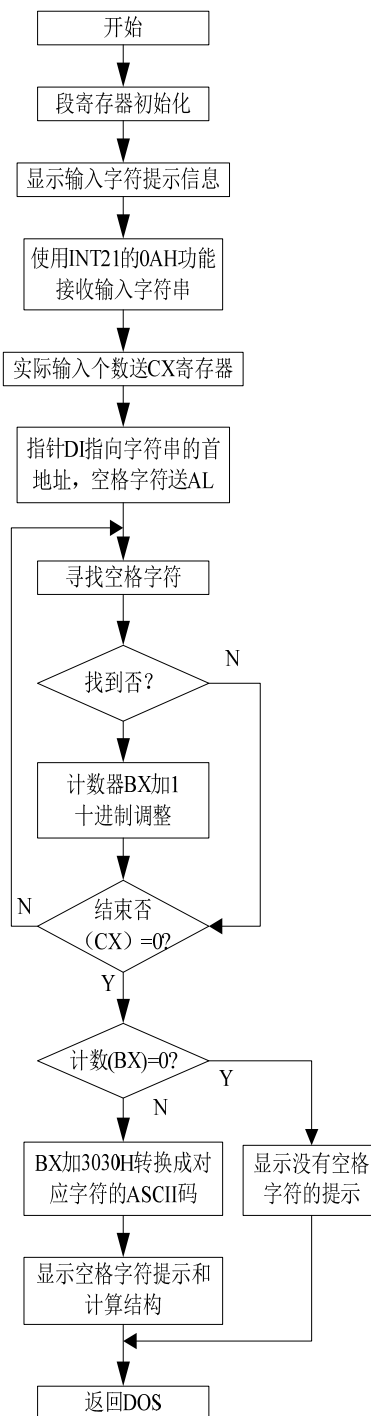 开始
段寄存器初始化
显示输入字符提示信息
使用INT21的0AH功能
接收输入字符串
实际输入个数送CX寄存器
指针DI指向字符串的首
地址，空格字符送AL
寻找空格字符
找到否？
N
计数器BX加1
十进制调整
结束否
（CX）=0?
N
Y
计数(BX)=0?
Y
N
BX加3030H转换成对
应字符的ASCII码
显示没有空格
字符的提示
显示空格字符提示和
计算结构
返回DOS